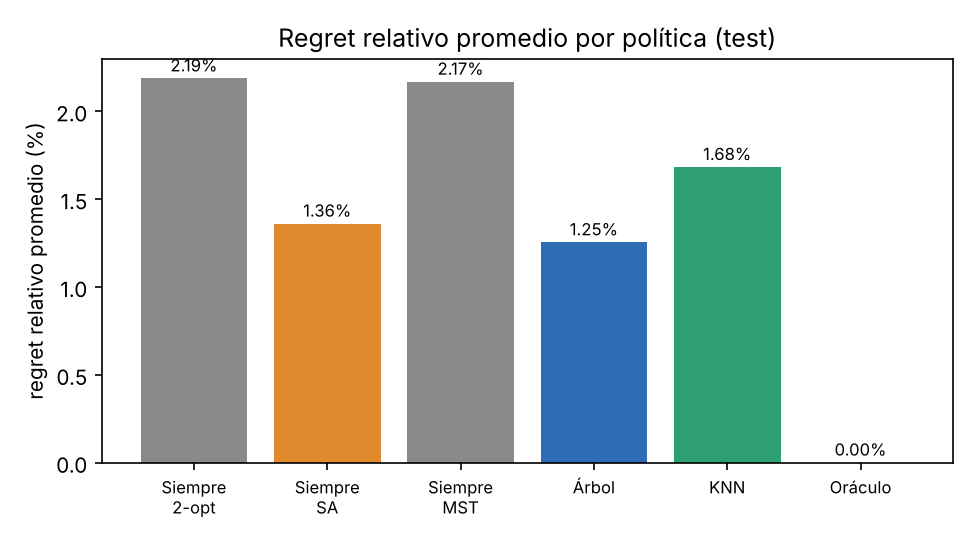 Regret relativo promedio por política (test)
regret relativo promedio (%)
2.0
1.5
1.0
0.5
0.0
2.19%
1.36%
2.17%
1.25%
1.68%
0.00%
Siempre
2-opt
Siempre
SA
Siempre
MST
Árbol
KNN
Oráculo